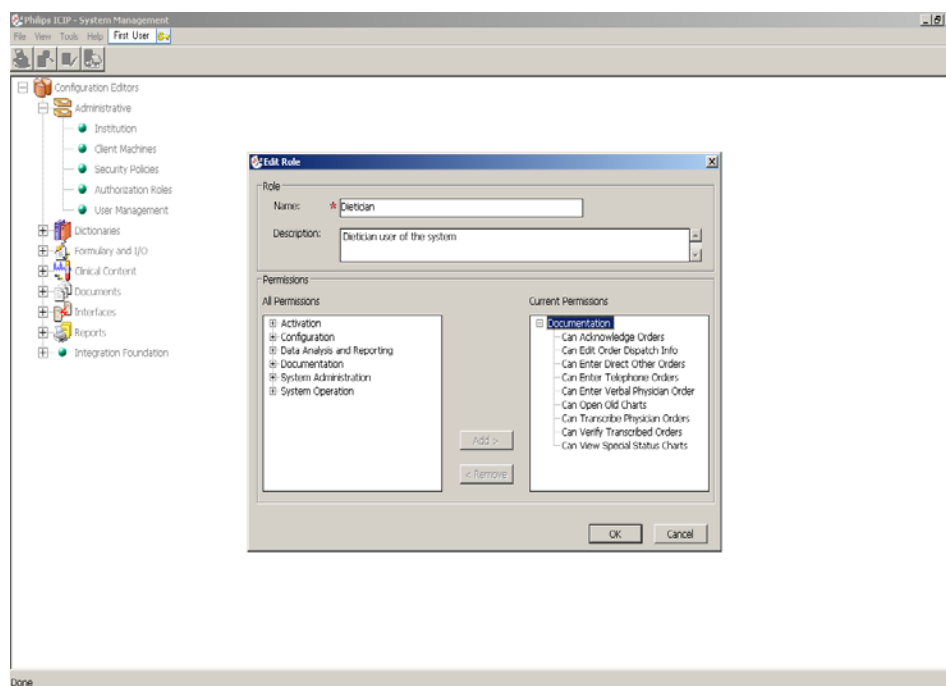 Philips ICIP - System Management
File View Tools Help First User
Configuration Editors
Administrative
Institution
Client Machines
Security Policies
Authorization Roles
User Management
Dictionaries
Formulary and I/O
Clinical Content
Documents
Interfaces
Reports
Integration Foundation
Edit Role
Role
Name: * Dietician
Description: Dietician user of the system
Permissions
All Permissions
Activation
Configuration
Data Analysis and Reporting
Documentation
System Administration
System Operation
Add >
< Remove
Current Permissions
Documentation
Can Acknowledge Orders
Can Edit Order Dispatch Info
Can Enter Direct Other Orders
Can Enter Telephone Orders
Can Enter Verbal Physician Order
Can Open Old Charts
Can Transcribe Physician Orders
Can Verify Transcribed Orders
Can View Special Status Charts
OK Cancel
Done